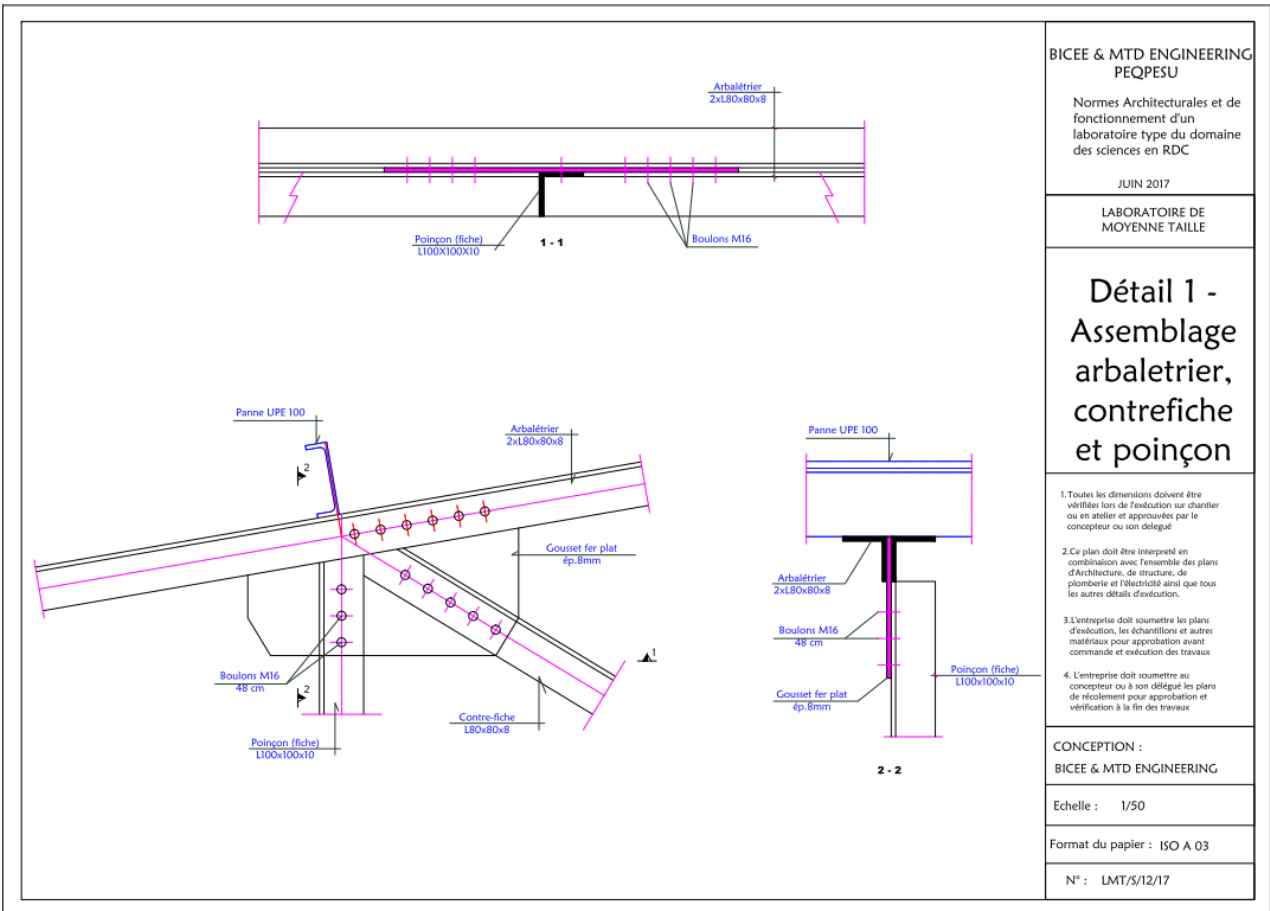 Arbalétrier
2xL80x80x8
Poinçon (fiche)
L100X100X10
1 - 1
Boulons M16
Panne UPE 100
2
Arbalétrier
2xL80x80x8
Gousset fer plat
ép.8mm
Boulons M16
48 cm
2
1
Poinçon (fiche)
L100x100x10
Contre-fiche
L80x80x8
Panne UPE 100
Arbalétrier
2xL80x80x8
Boulons M16
48 cm
Gousset fer plat
ép.8mm
Poinçon (fiche)
L100x100x10
2 - 2
BICEE & MTD ENGINEERING
PEQPESU
Normes Architecturales et de
fonctionnement d'un
laboratoire type du domaine
des sciences en RDC
JUIN 2017
LABORATOIRE DE
MOYENNE TAILLE
Détail 1 -
Assemblage
arbaletrier,
contrefiche
et poinçon
1.Toutes les dimensions doivent être
vérifiées lors de l'exécution sur chantier
ou en atelier et approuvées par le
concepteur ou son delegué
2.Ce plan doit être interpreté en
combinaison avec l'ensemble des plans
d'Architecture, de structure, de
plomberie et l'électricité ainsi que tous
les autres détails d'exécution.
3.L'entreprise doit soumettre les plans
d'exécution, les échantillons et autres
matériaux pour approbation avant
commande et exécution des travaux
4. L'entreprise doit soumettre au
concepteur ou à son délégué les plans
de récolement pour approbation et
vérification à la fin des travaux
CONCEPTION :
BICEE & MTD ENGINEERING
Echelle : 1/50
Format du papier : ISO A 03
N° : LMT/S/12/17